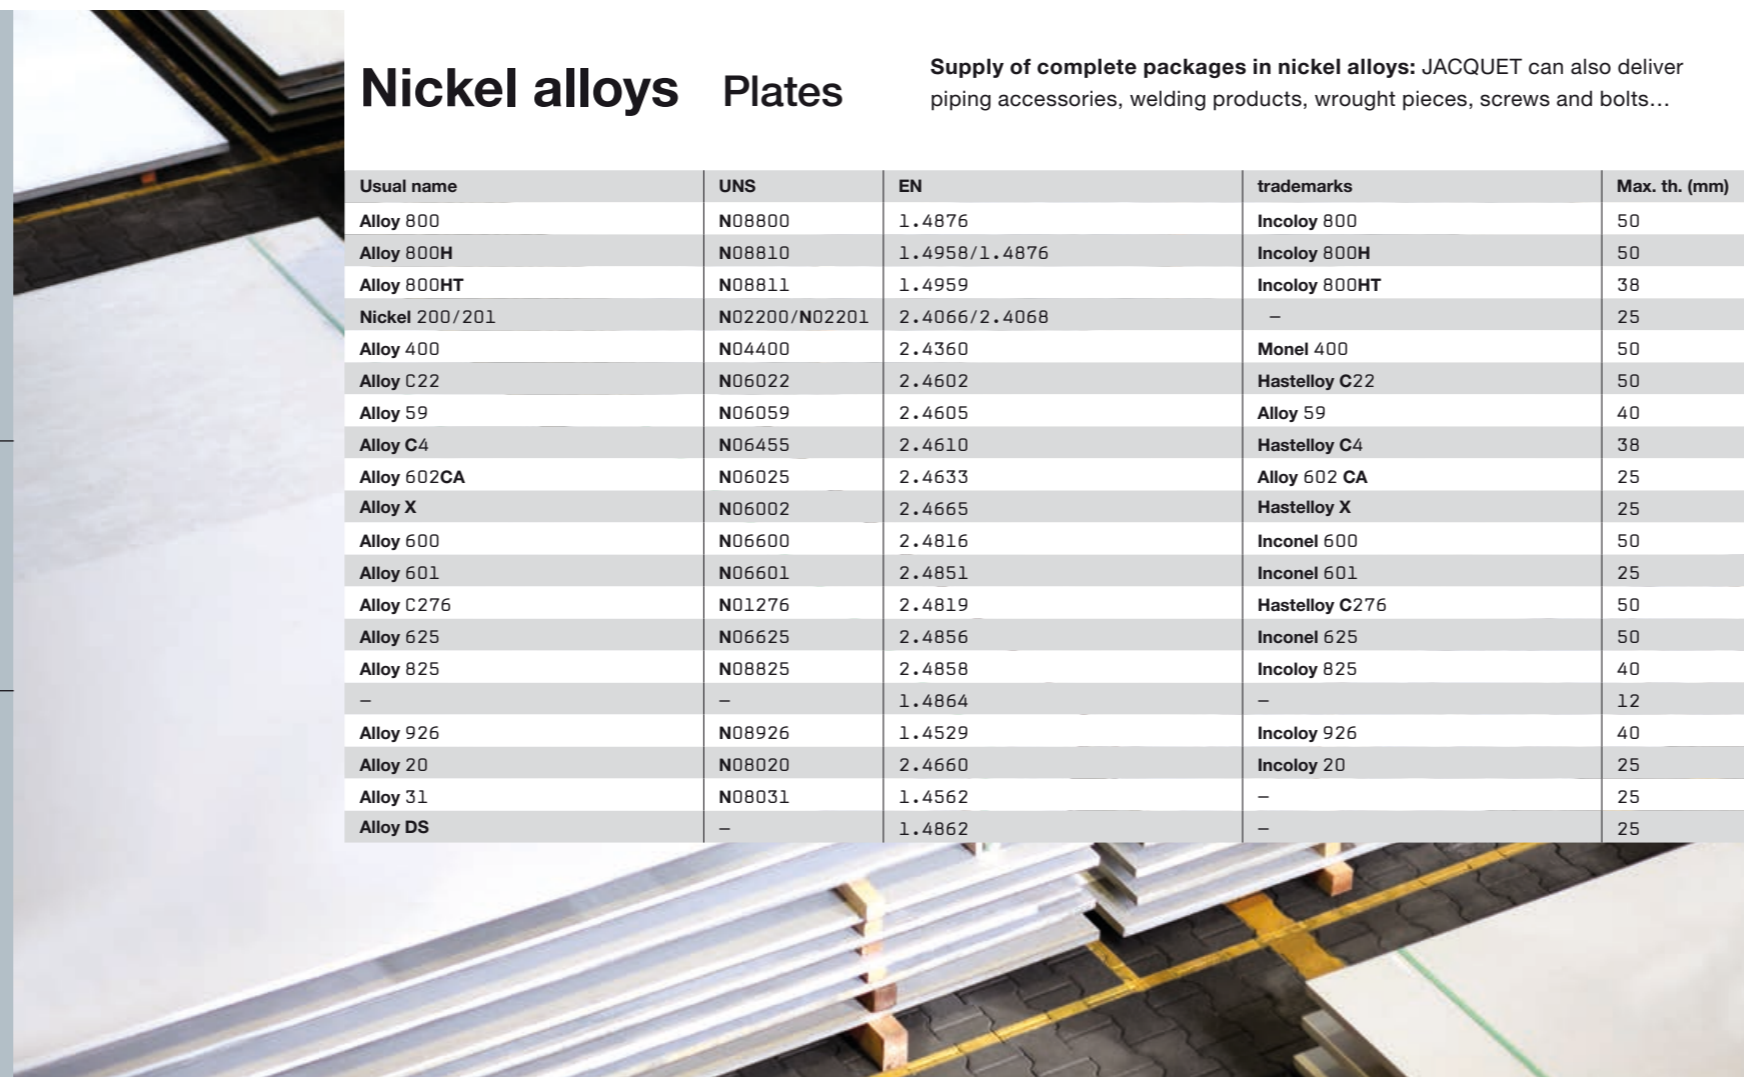 Nickel alloys Plates
Supply of complete packages in nickel alloys: JACQUET can also deliver
piping accessories, welding products, wrought pieces, screws and bolts…
Usual name UNS EN trademarks Max. th. (mm)
Alloy 800 N08800 1.4876 Incoloy 800 50
Alloy 800H N08810 1.4958/1.4876 Incoloy 800H 50
Alloy 800HT N08811 1.4959 Incoloy 800HT 38
Nickel 200/201 N02200/N02201 2.4066/2.4068 – 25
Alloy 400 N04400 2.4360 Monel 400 50
Alloy C22 N06022 2.4602 Hastelloy C22 50
Alloy 59 N06059 2.4605 Alloy 59 40
Alloy C4 N06455 2.4610 Hastelloy C4 38
Alloy 602CA N06025 2.4633 Alloy 602 CA 25
Alloy X N06002 2.4665 Hastelloy X 25
Alloy 600 N06600 2.4816 Inconel 600 50
Alloy 601 N06601 2.4851 Inconel 601 25
Alloy C276 N01276 2.4819 Hastelloy C276 50
Alloy 625 N06625 2.4856 Inconel 625 50
Alloy 825 N08825 2.4858 Incoloy 825 40
– – 1.4864 – 12
Alloy 926 N08926 1.4529 Incoloy 926 40
Alloy 20 N08020 2.4660 Incoloy 20 25
Alloy 31 N08031 1.4562 – 25
Alloy DS – 1.4862 – 25